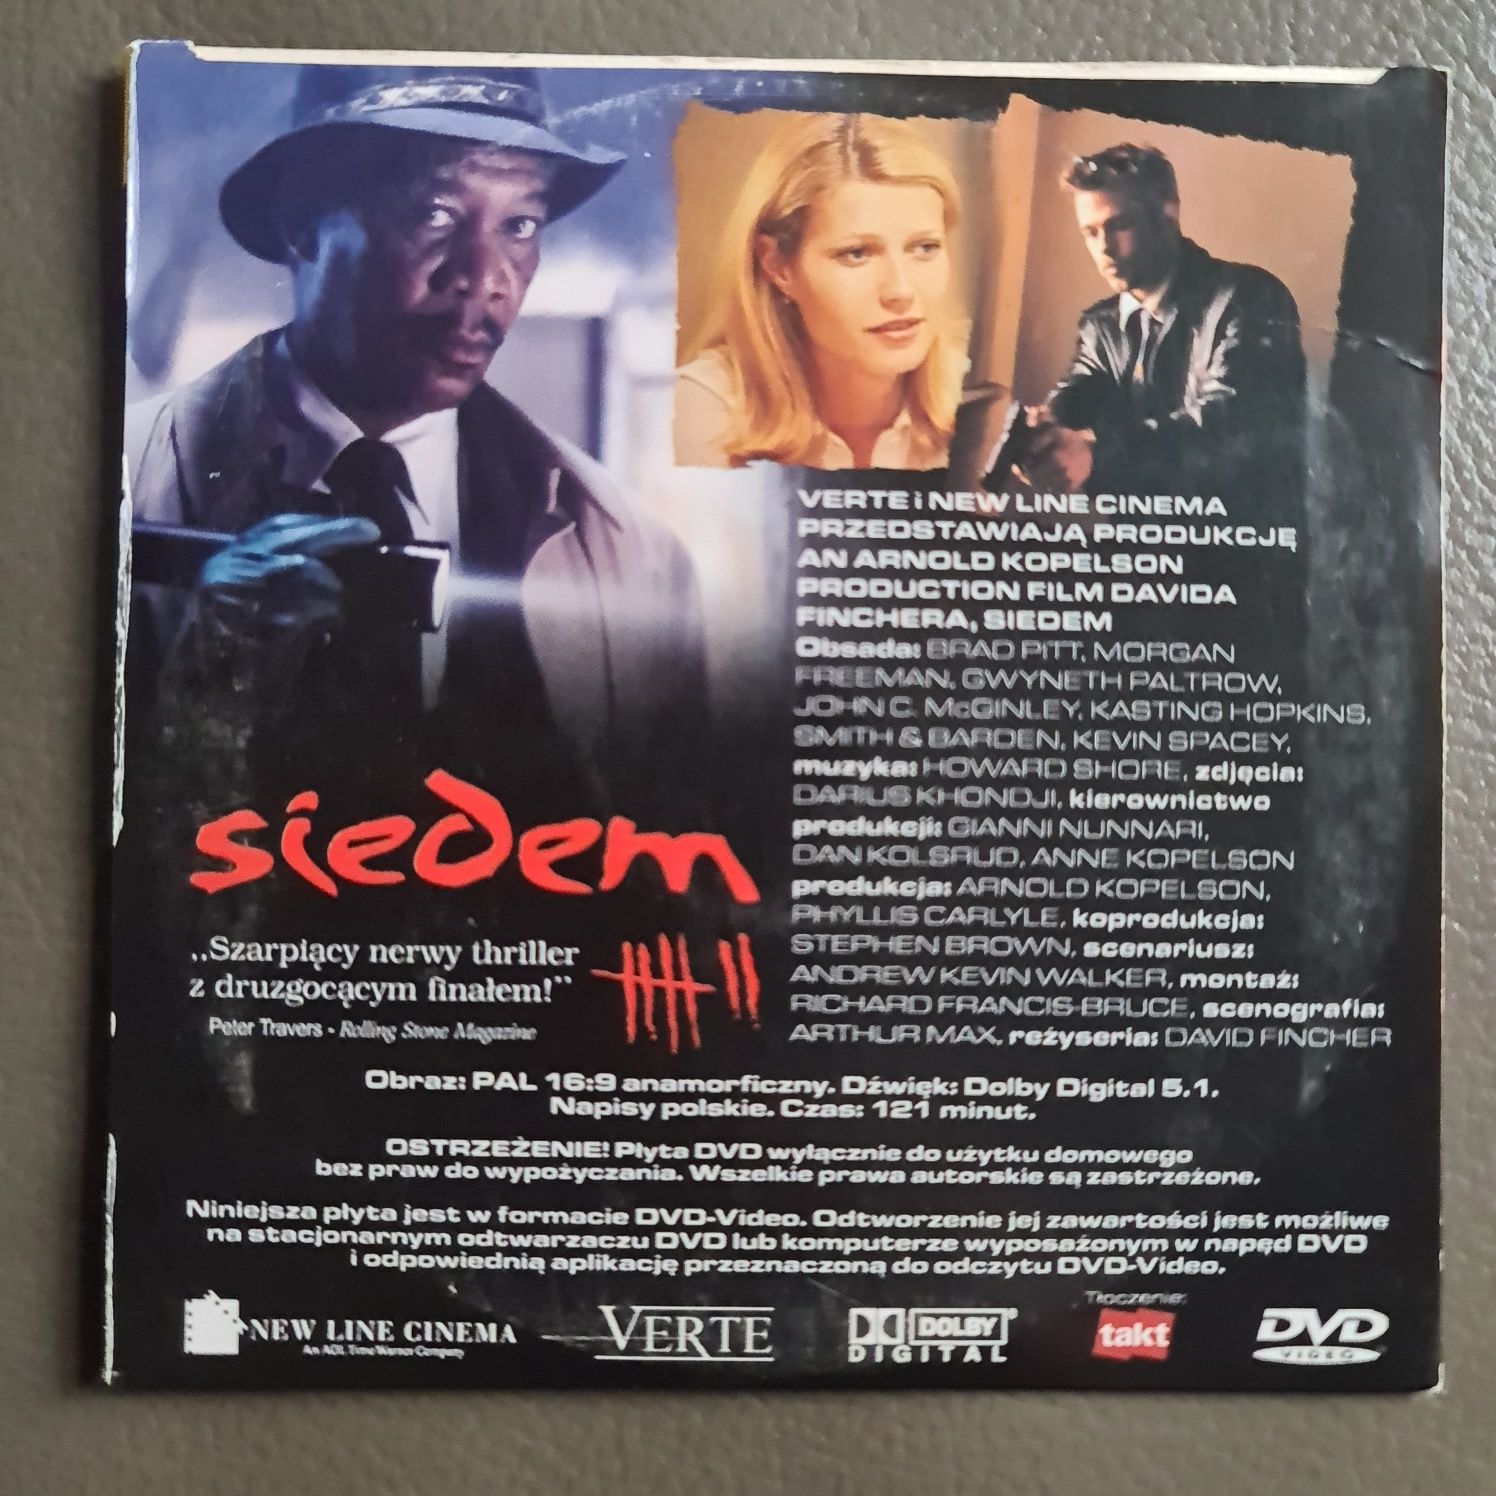 VERTE i NEW LINE CINEMA
PRZEDSTAWIAJĄ PRODUKCJĘ
AN ARNOLD KOPELSON
PRODUCTION FILM DAVIDA
FINCHERA, SIEDEM
Obsada: BRAD PITT, MORGAN
FREEMAN, GWYNETH PALTROW,
JOHN C. McGINLEY, KASTING HOPKINS,
SMITH & BARDEN, KEVIN SPACEY,
muzyka: HOWARD SHORE, zdjęcia:
DARIUS KHONDJI, kierownictwo
produkcji: GIANNI NUNNARI,
DAN KOLSRUD, ANNE KOPELSON
produkcja: ARNOLD KOPELSON,
PHYLLIS CARLYLE, koprodukcja:
STEPHEN BROWN, scenariusz:
ANDREW KEVIN WALKER, montaż:
RICHARD FRANCIS-BRUCE, scenografia:
ARTHUR MAX, reżyseria: DAVID FINCHER
siedem
„Szarpiący nerwy thriller
z druzgocącym finałem!”
Peter Travers - Rolling Stone Magazine
Obraz: PAL 16:9 anamorficzny. Dźwięk: Dolby Digital 5.1.
Napisy polskie. Czas: 121 minut.
OSTRZEŻENIE! Płyta DVD wyłącznie do użytku domowego
bez praw do wypożyczania. Wszelkie prawa autorskie są zastrzeżone.
Niniejsza płyta jest w formacie DVD-Video. Odtworzenie jej zawartości jest możliwe
na stacjonarnym odtwarzaczu DVD lub komputerze wyposażonym w napęd DVD
i odpowiednią aplikację przeznaczoną do odczytu DVD-Video.
NEW LINE CINEMA
An AOL Time Warner Company
VERTE
DOLBY
DIGITAL
Tłoczenie:
takt
DVD
VIDEO